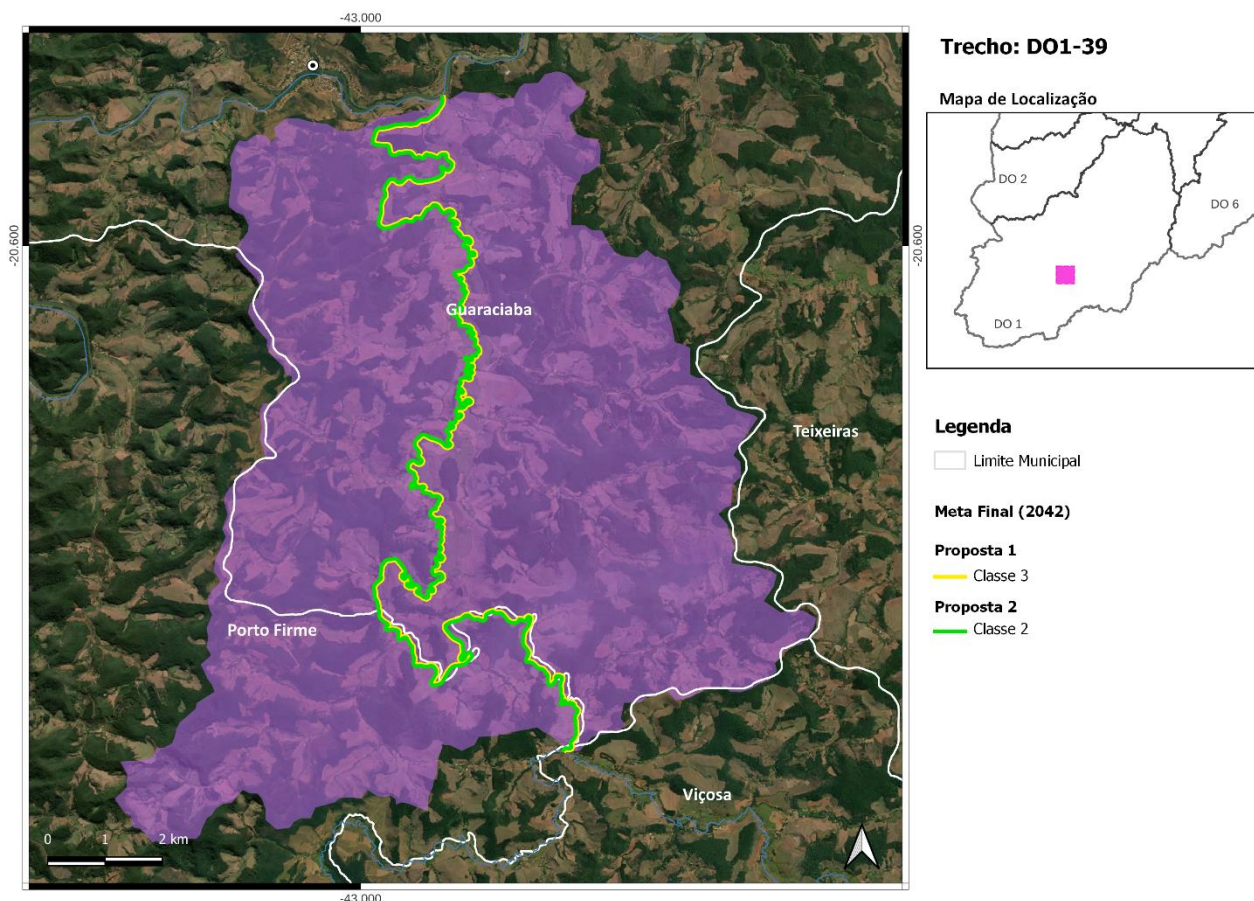 -43.000
Trecho: DO1-39
Mapa de Localização
DO 2
DO 6
DO 1
-20.600
-20.600
Guaraciaba
Teixeiras
Porto Firme
Viçosa
Legenda
Limite Municipal
Meta Final (2042)
Proposta 1
Classe 3
Proposta 2
Classe 2
0 1 2 km
-43.000